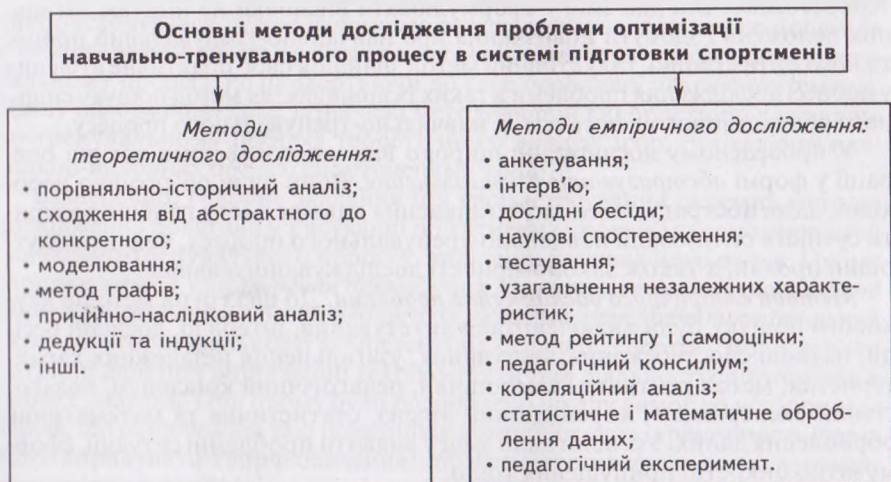 Основні методи дослідження проблеми оптимізації
навчально-тренувального процесу в системі підготовки спортсменів
Методи
теоретичного дослідження:
• порівняльно-історичний аналіз;
• сходження від абстрактного до
конкретного;
• моделювання;
• метод графів;
• причинно-наслідковий аналіз;
• дедукції та індукції;
• інші.
Методи емпіричного дослідження:
• анкетування;
• інтерв'ю;
• дослідні бесіди;
• наукові спостереження;
• тестування;
• узагальнення незалежних характе-
ристик;
• метод рейтингу і самооцінки;
• педагогічний консиліум;
• кореляційний аналіз;
• статистичне і математичне оброб-
лення даних;
• педагогічний експеримент.